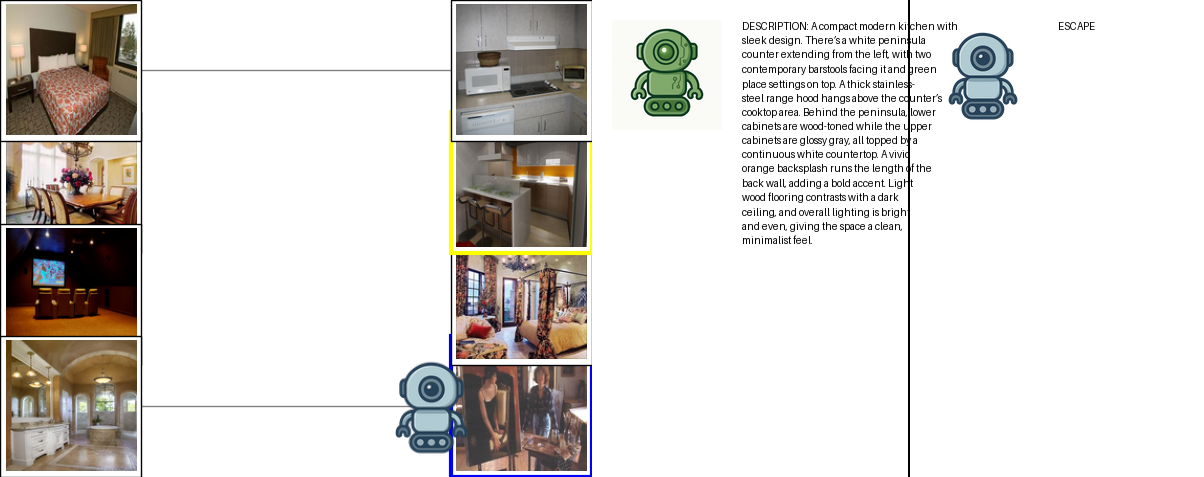 DESCRIPTION: A compact modern kitchen with
sleek design. There's a white peninsula
counter extending from the left, with two
contemporary barstools facing it and green
place settings on top. A thick stainless-
steel range hood hangs above the counter's
cooktop area. Behind the peninsula, lower
cabinets are wood-toned while the upper
cabinets are glossy gray, all topped by a
continuous white countertop. A vivid
orange backsplash runs the length of the
back wall, adding a bold accent. Light
wood flooring contrasts with a dark
ceiling, and overall lighting is bright
and even, giving the space a clean,
minimalist feel.
ESCAPE